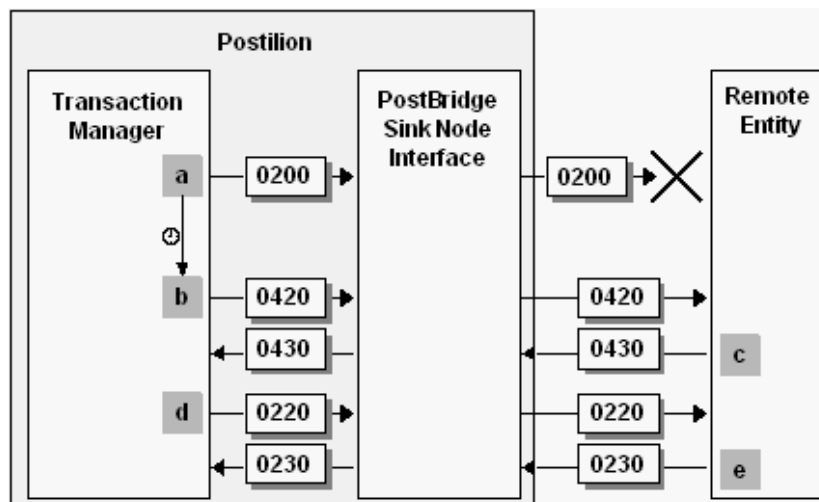 Postilion
Transaction
Manager
PostBridge
Sink Node
Interface
Remote
Entity
a
0200
0200
b
0420
0420
0430
0430
c
d
0220
0220
0230
0230
e